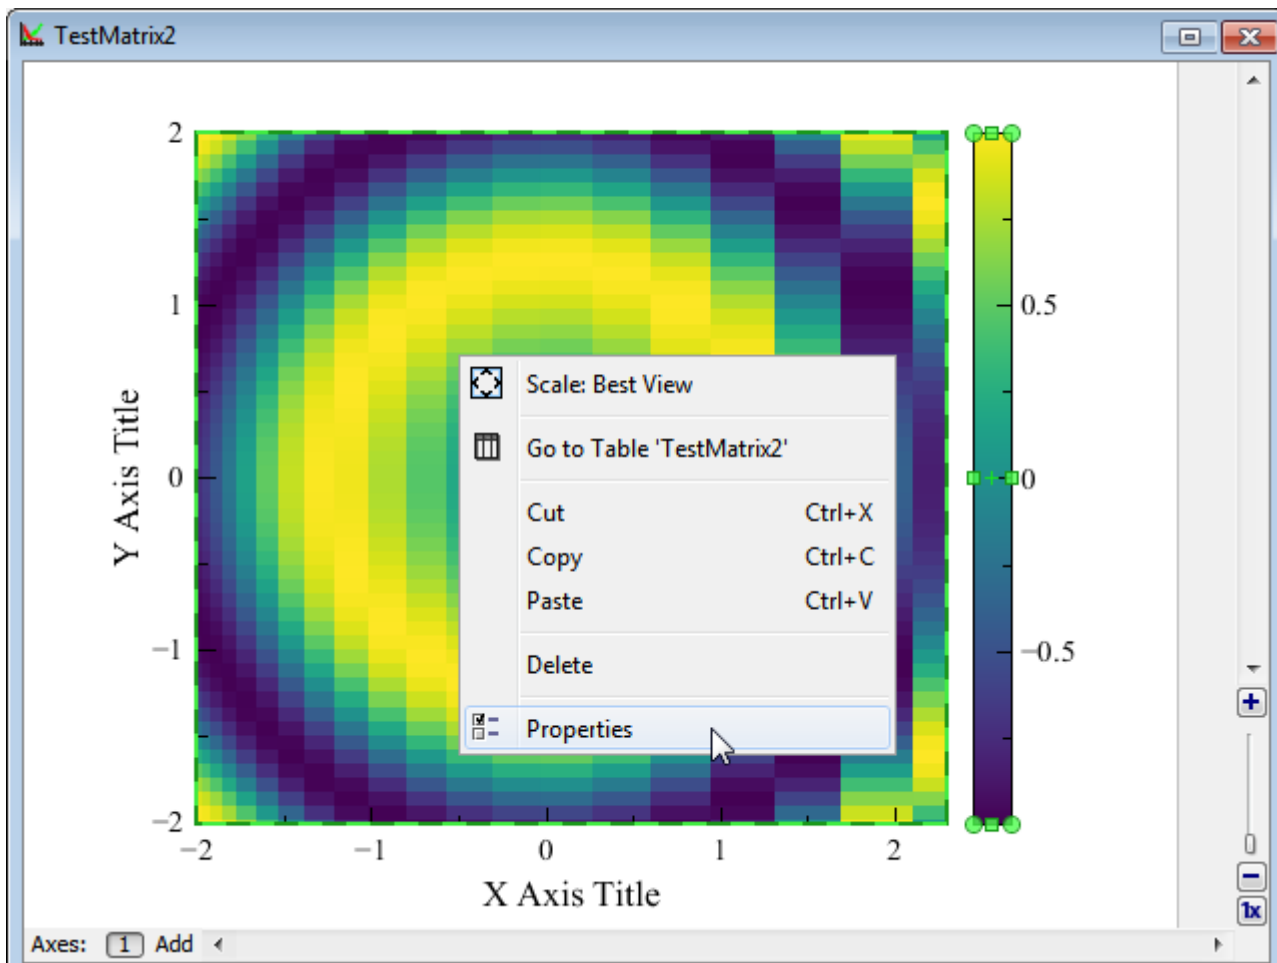 TestMatrix2
2
1
0
−1
−2
Y Axis Title
−2 −1 0 1 2
X Axis Title
0.5
0
−0.5
Scale: Best View
Go to Table 'TestMatrix2'
Cut Ctrl+X
Copy Ctrl+C
Paste Ctrl+V
Delete
Properties
1x
Axes: 1 Add